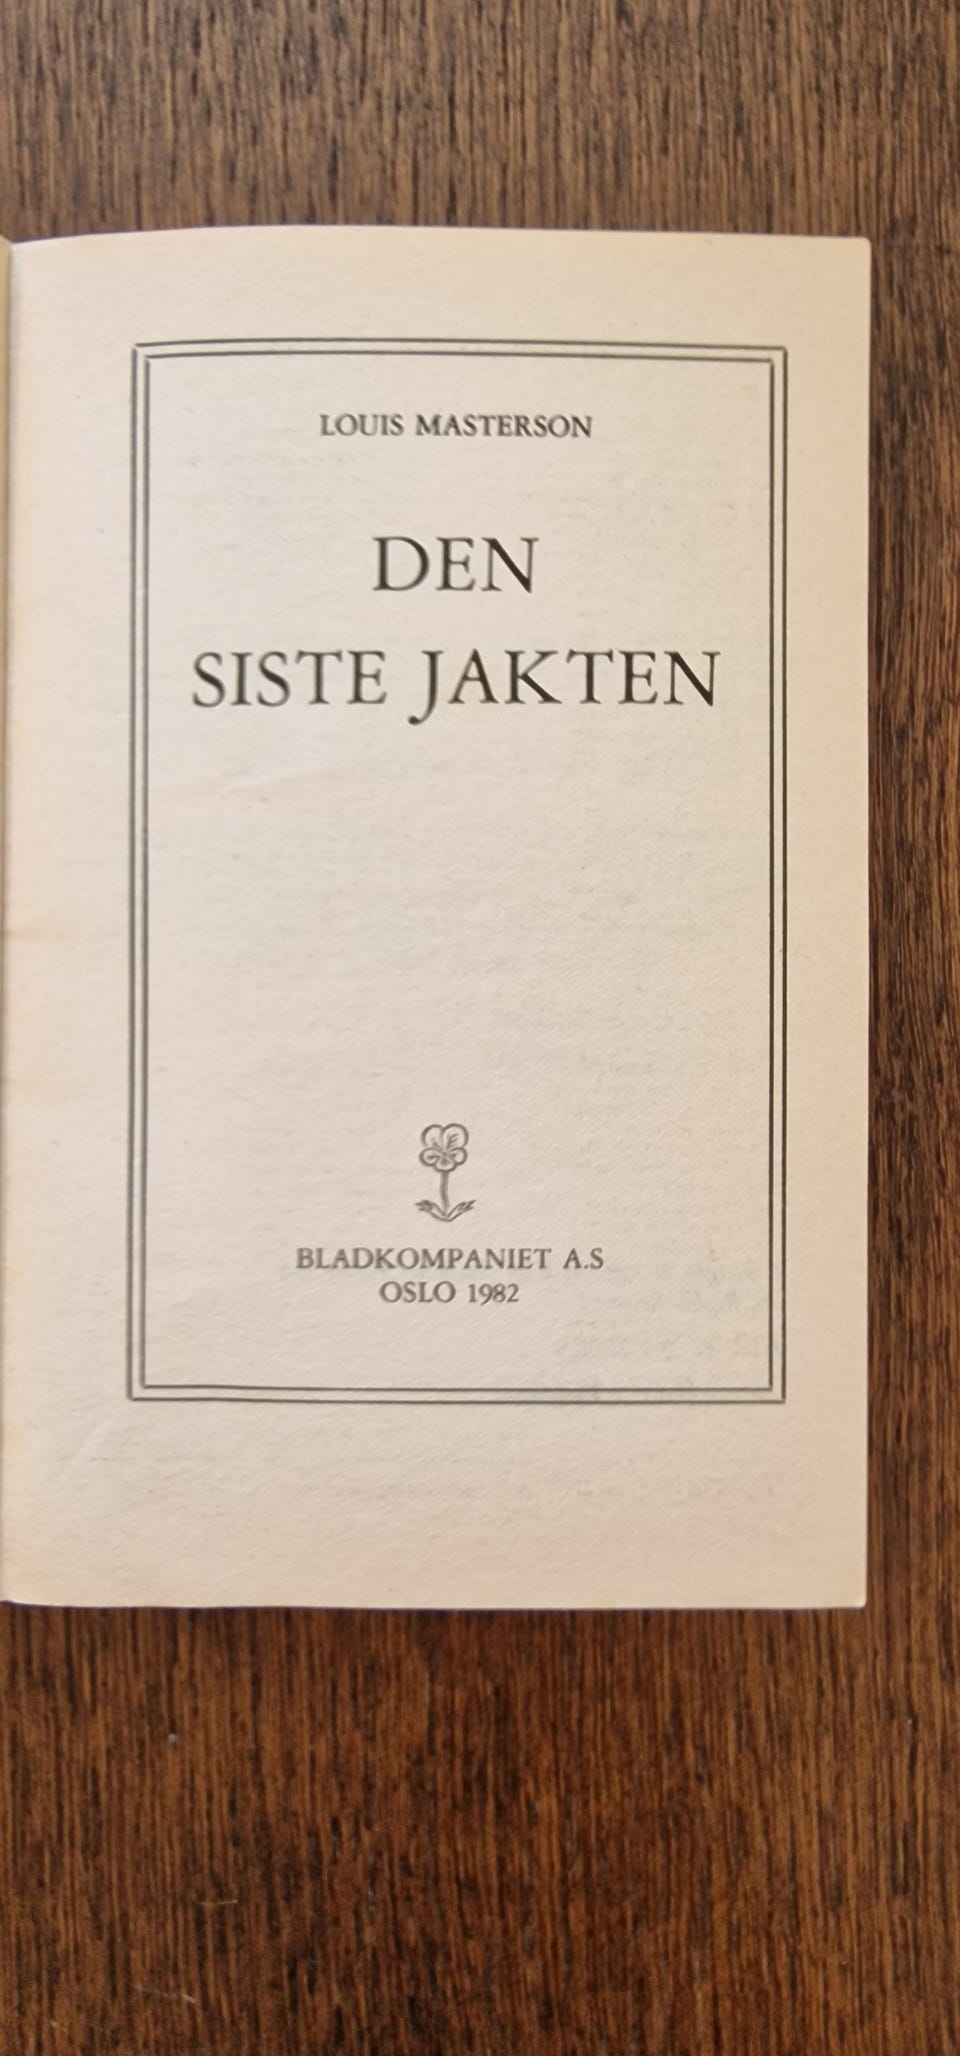 LOUIS MASTERSON
DEN
SISTE JAKTEN
BLADKOMPANIET A.S
OSLO 1982